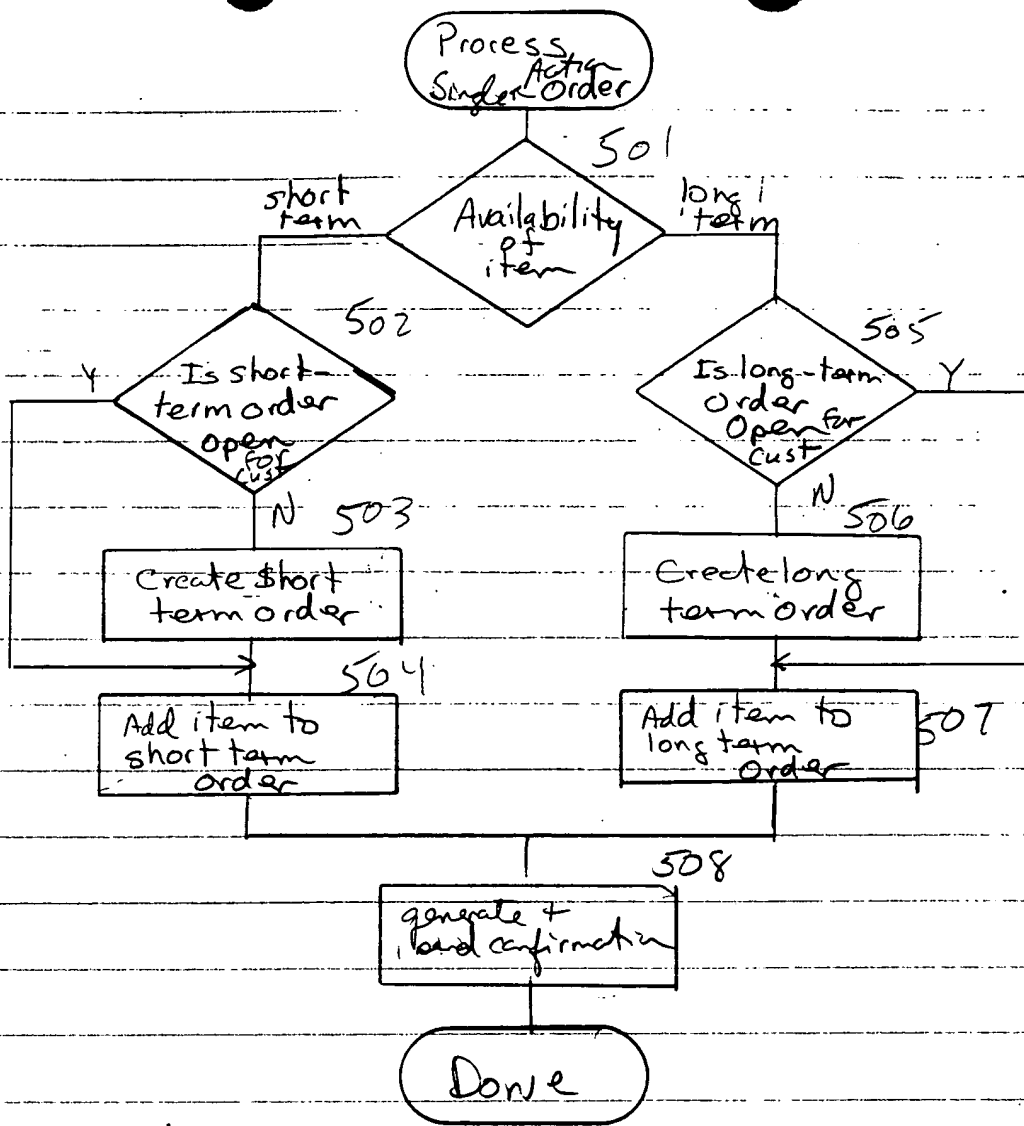 Process
Action
Single Order
501
short
term
long
term
Availability
of
item
502
Is short-
term order
open
for
cust
Y
N
505
Is long-term
order
Open for
cust
Y
N
503
Create short
term order
506
Create long
term order
504
Add item to
short term
order
507
Add item to
long term
order
508
generate +
send confirmation
Done